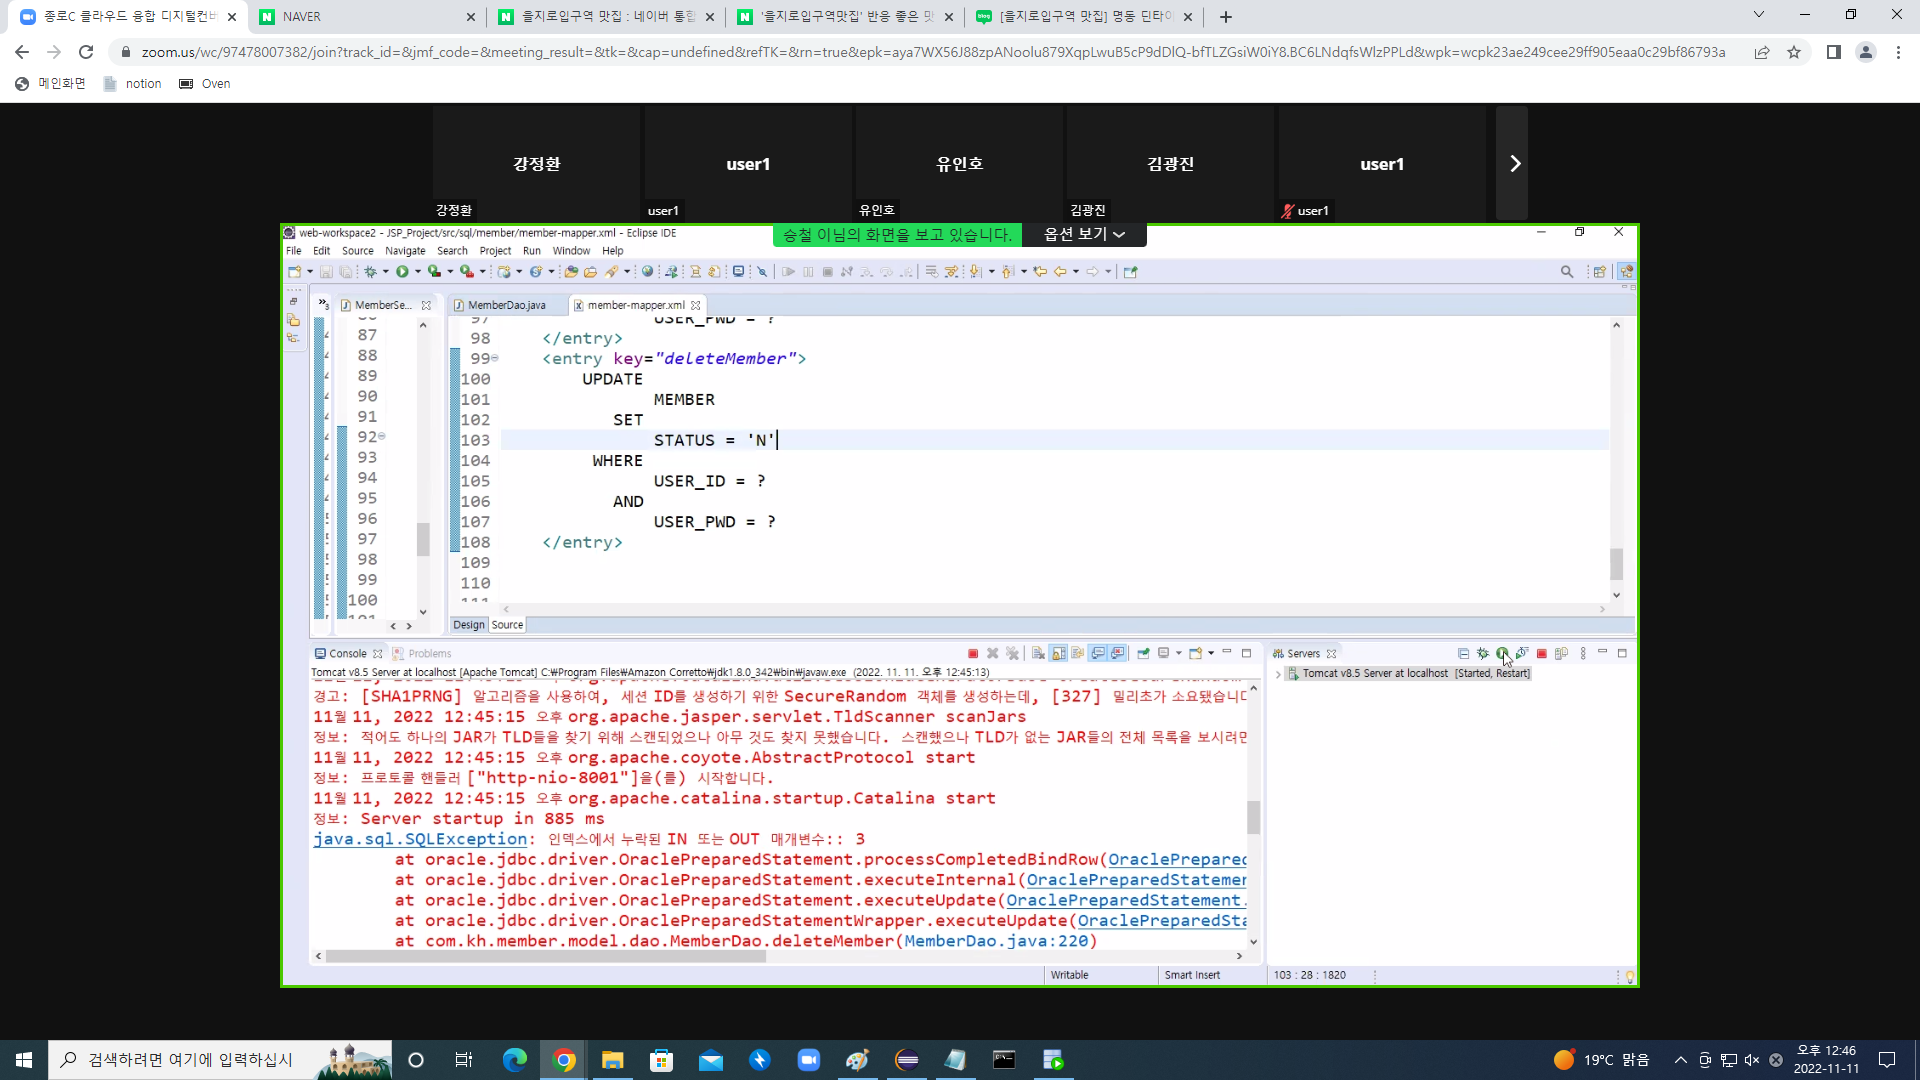 종로C 클라우드 융합 디지털컨버
NAVER
을지로입구역 맛집 : 네이버 통합
'을지로입구역맛집' 반응 좋은 맛
[을지로입구역 맛집] 명동 딘타이
zoom.us/wc/97478007382/join?track_id=&jmf_code=&meeting_result=&tk=&cap=undefined&refTK=&rn=true&epk=aya7WX56J88zpANoolu879XqpLwuB5cP9dDlQ-bfTLZGsiW0iY8.BC6LNdqfsWlzPPLd&wpk=wcpk23ae249cee29ff905eaa0c29bf86793a
메인화면 notion Oven
강정환 user1 유인호 김광진 user1
강정환 user1 유인호 김광진 user1
web-workspace2 - JSP_Project/src/sql/member/member-mapper.xml - Eclipse IDE
승철 이님의 화면을 보고 있습니다. 옵션 보기
File Edit Source Navigate Search Project Run Window Help
MemberSe... MemberDao.java member-mapper.xml
97 USER_PWD = ?
87 98 </entry>
88 99 <entry key="deleteMember">
89 100 UPDATE
90 101 MEMBER
91 102 SET
92 103 STATUS = 'N'
93 104 WHERE
94 105 USER_ID = ?
95 106 AND
96 107 USER_PWD = ?
97 108 </entry>
98 109
99 110
100 111
Design Source
Console Problems
Servers
Tomcat v8.5 Server at localhost [Apache Tomcat] C:₩Program Files₩Amazon Corretto₩jdk1.8.0_342₩bin₩javaw.exe (2022. 11. 11. 오후 12:45:13)
Tomcat v8.5 Server at localhost [Started, Restart]
경고: [SHA1PRNG] 알고리즘을 사용하여, 세션 ID를 생성하기 위한 SecureRandom 객체를 생성하는데, [327] 밀리초가 소요됐습니다
11월 11, 2022 12:45:15 오후 org.apache.jasper.servlet.TldScanner scanJars
정보: 적어도 하나의 JAR가 TLD들을 찾기 위해 스캔되었으나 아무 것도 찾지 못했습니다. 스캔했으나 TLD가 없는 JAR들의 전체 목록을 보시려면
11월 11, 2022 12:45:15 오후 org.apache.coyote.AbstractProtocol start
정보: 프로토콜 핸들러 ["http-nio-8001"]을(를) 시작합니다.
11월 11, 2022 12:45:15 오후 org.apache.catalina.startup.Catalina start
정보: Server startup in 885 ms
java.sql.SQLException: 인덱스에서 누락된 IN 또는 OUT 매개변수:: 3
at oracle.jdbc.driver.OraclePreparedStatement.processCompletedBindRow(OraclePrepared
at oracle.jdbc.driver.OraclePreparedStatement.executeInternal(OraclePreparedStatemen
at oracle.jdbc.driver.OraclePreparedStatement.executeUpdate(OraclePreparedStatement.
at oracle.jdbc.driver.OraclePreparedStatementWrapper.executeUpdate(OraclePreparedSta
at com.kh.member.model.dao.MemberDao.deleteMember(MemberDao.java:220)
Writable Smart Insert 103 : 28 : 1820
검색하려면 여기에 입력하십시
19°C 맑음
오후 12:46
2022-11-11